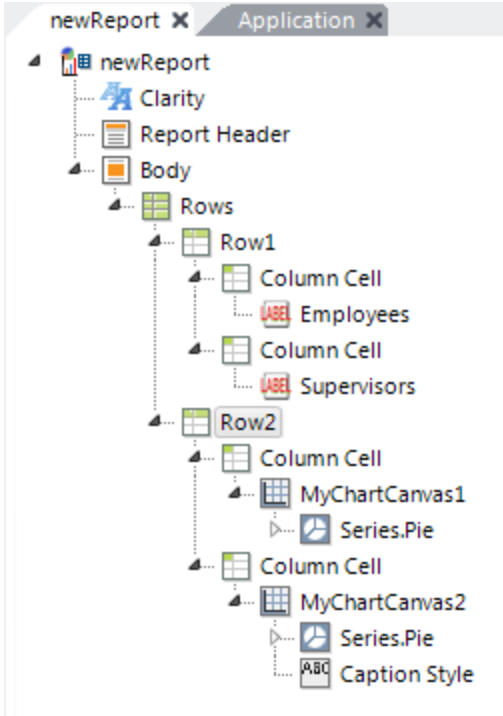 newReport Application
newReport
Clarity
Report Header
Body
Rows
Row1
Column Cell
LABEL Employees
Column Cell
LABEL Supervisors
Row2
Column Cell
MyChartCanvas1
Series.Pie
Column Cell
MyChartCanvas2
Series.Pie
ABC Caption Style